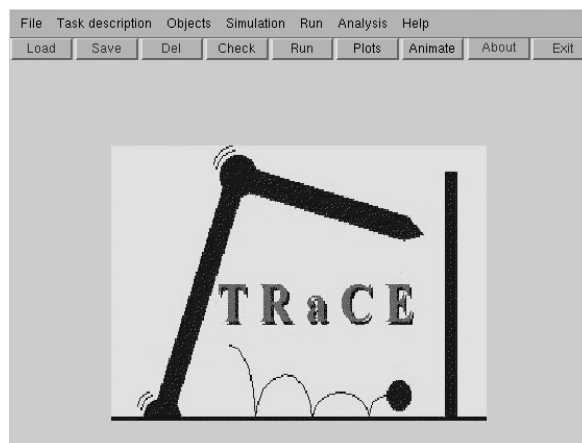 File Task description Objects Simulation Run Analysis Help
Load Save Del Check Run Plots Animate About Exit
TRaCE